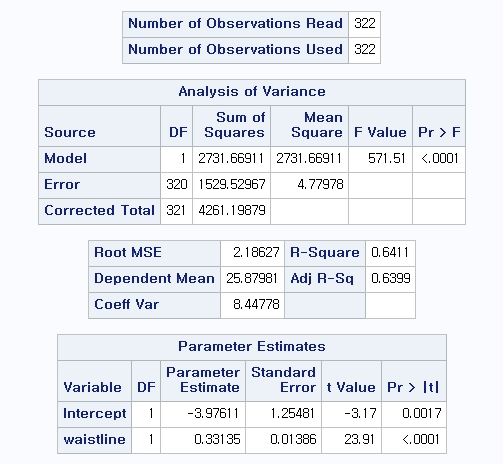 Number of Observations Read 322
Number of Observations Used 322
Analysis of Variance
Source DF Sum of Squares Mean Square F Value Pr > F
Model 1 2731.66911 2731.66911 571.51 <.0001
Error 320 1529.52967 4.77978
Corrected Total 321 4261.19879
Root MSE 2.18627 R-Square 0.6411
Dependent Mean 25.87981 Adj R-Sq 0.6399
Coeff Var 8.44778
Parameter Estimates
Variable DF Parameter Estimate Standard Error t Value Pr > |t|
Intercept 1 -3.97611 1.25481 -3.17 0.0017
waistline 1 0.33135 0.01386 23.91 <.0001